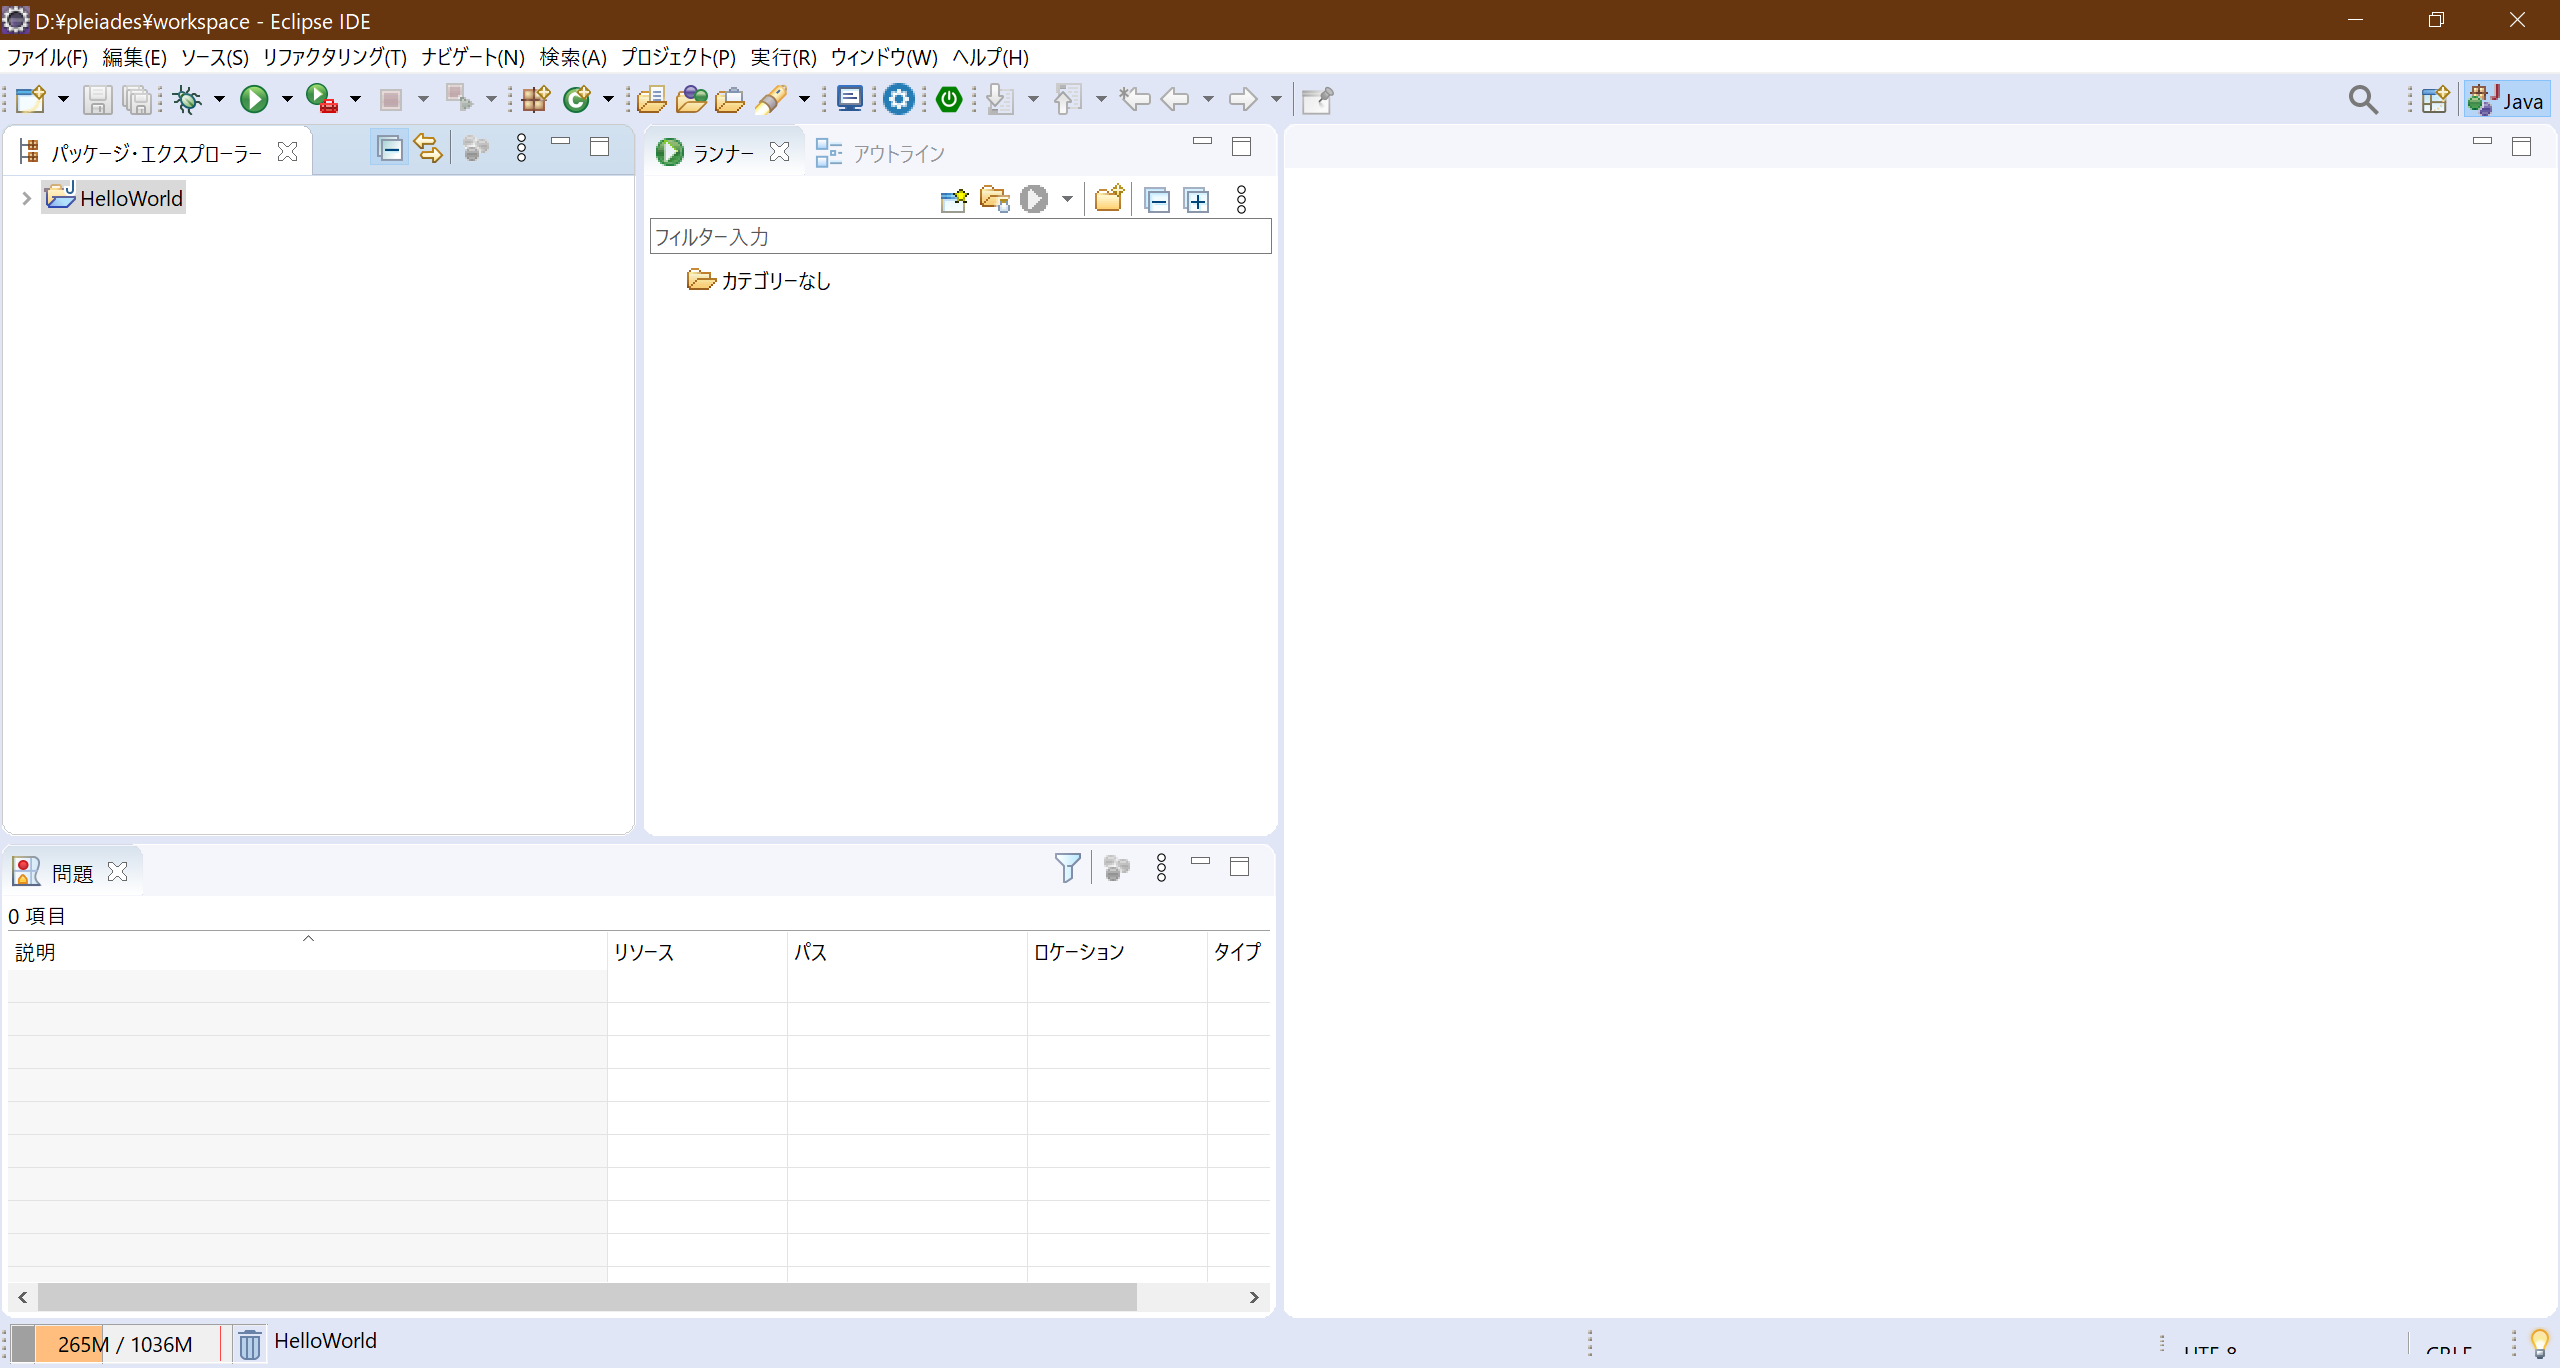 D:¥pleiades¥workspace - Eclipse IDE
ファイル(F) 編集(E) ソース(S) リファクタリング(T) ナビゲート(N) 検索(A) プロジェクト(P) 実行(R) ウィンドウ(W) ヘルプ(H)
Java
パッケージ・エクスプローラー
HelloWorld
ランナー アウトライン
フィルター入力
カテゴリーなし
問題
0 項目
説明 リソース パス ロケーション タイプ
265M / 1036M HelloWorld UTF-8 CRLF